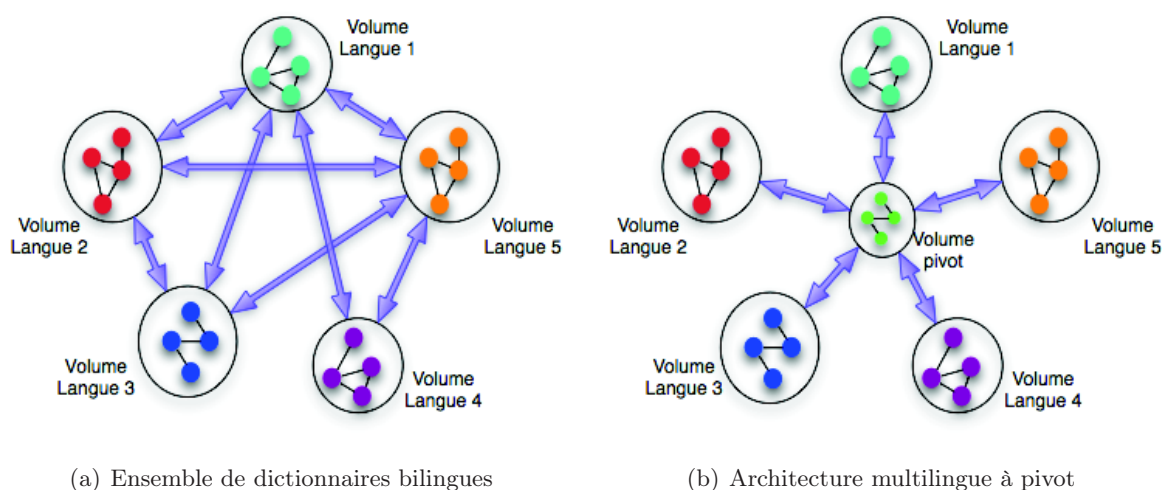 Volume
Langue 1
Volume
Langue 2
Volume
Langue 5
Volume
Langue 3
Volume
Langue 4
(a) Ensemble de dictionnaires bilingues
Volume
Langue 1
Volume
Langue 2
Volume
pivot
Volume
Langue 5
Volume
Langue 3
Volume
Langue 4
(b) Architecture multilingue à pivot